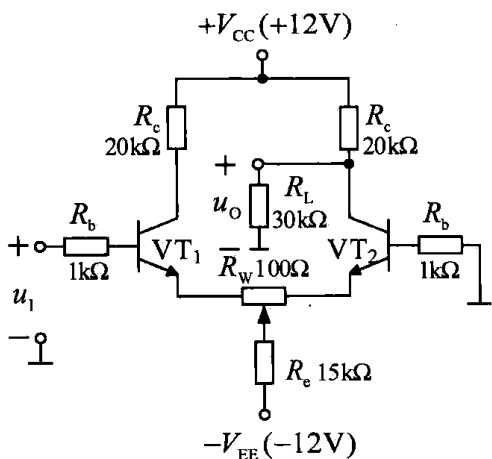 +V_CC(+12V)
R_c
20kΩ
R_c
20kΩ
+
u_O
−
R_L
30kΩ
R_b
1kΩ
VT_1
R_W 100Ω
VT_2
R_b
1kΩ
+
u_I
−
R_e 15kΩ
−V_EE(−12V)